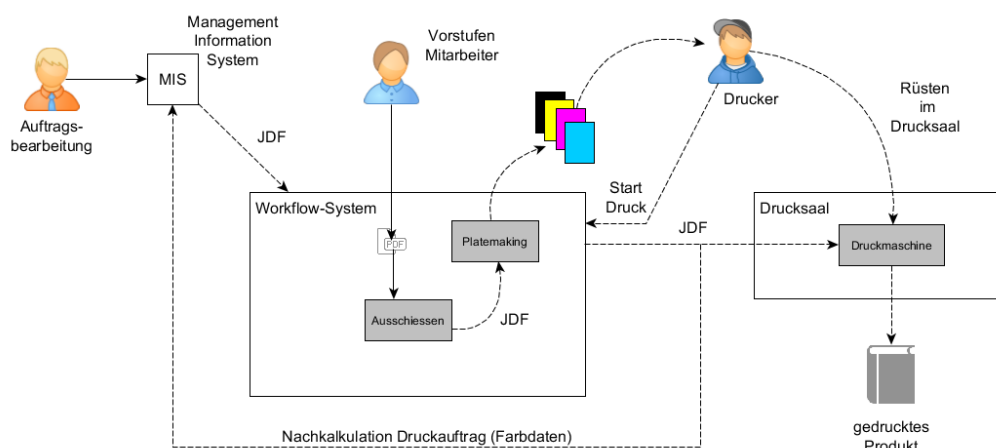 Management
Information
System
MIS
Auftrags-
bearbeitung
JDF
Vorstufen
Mitarbeiter
Drucker
Rüsten
im
Drucksaal
Start
Druck
Workflow-System
PDF
Platemaking
Ausschiessen
JDF
JDF
Drucksaal
Druckmaschine
gedrucktes
Produkt
Nachkalkulation Druckauftrag (Farbdaten)